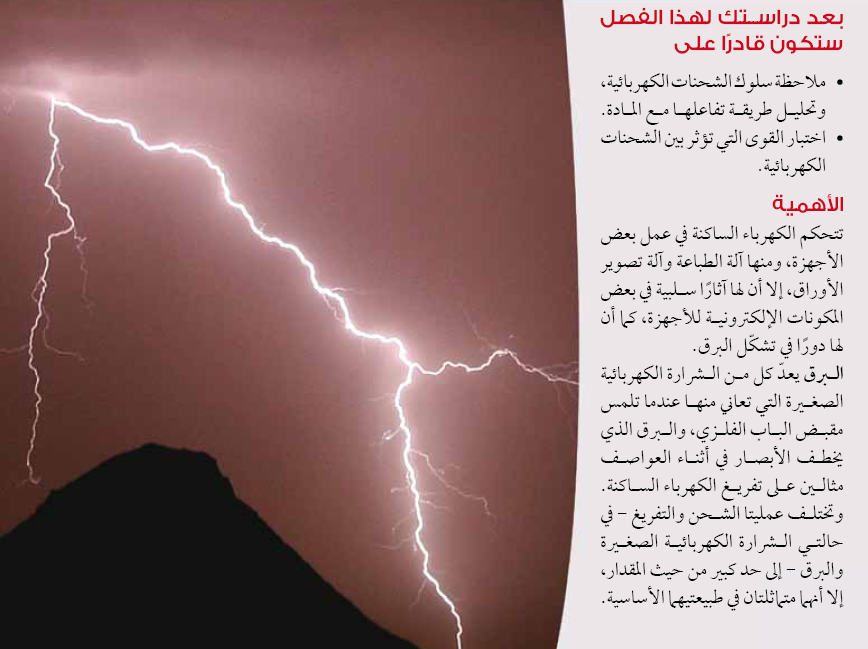 بعد دراستك لهذا الفصل
ستكون قادرًا على
• ملاحظة سلوك الشحنات الكهربائية،
وتحليل طريقة تفاعلها مع المادة.
• اختبار القوى التي تؤثر بين الشحنات
الكهربائية.
الأهمية
تتحكم الكهرباء الساكنة في عمل بعض
الأجهزة، ومنها آلة الطباعة وآلة تصوير
الأوراق، إلا أن لها آثارًا سلبية في بعض
المكونات الإلكترونية للأجهزة، كما أن
لها دورًا في تشكّل البرق.
البرق يعدّ كل من الشرارة الكهربائية
الصغيرة التي تعاني منها عندما تلمس
مقبض الباب الفلزي، والبرق الذي
يخطف الأبصار في أثناء العواصف
مثالين على تفريغ الكهرباء الساكنة.
وتختلف عمليتا الشحن والتفريغ – في
حالتي الشرارة الكهربائية الصغيرة
والبرق – إلى حد كبير من حيث المقدار،
إلا أنهما متماثلتان في طبيعتيهما الأساسية.